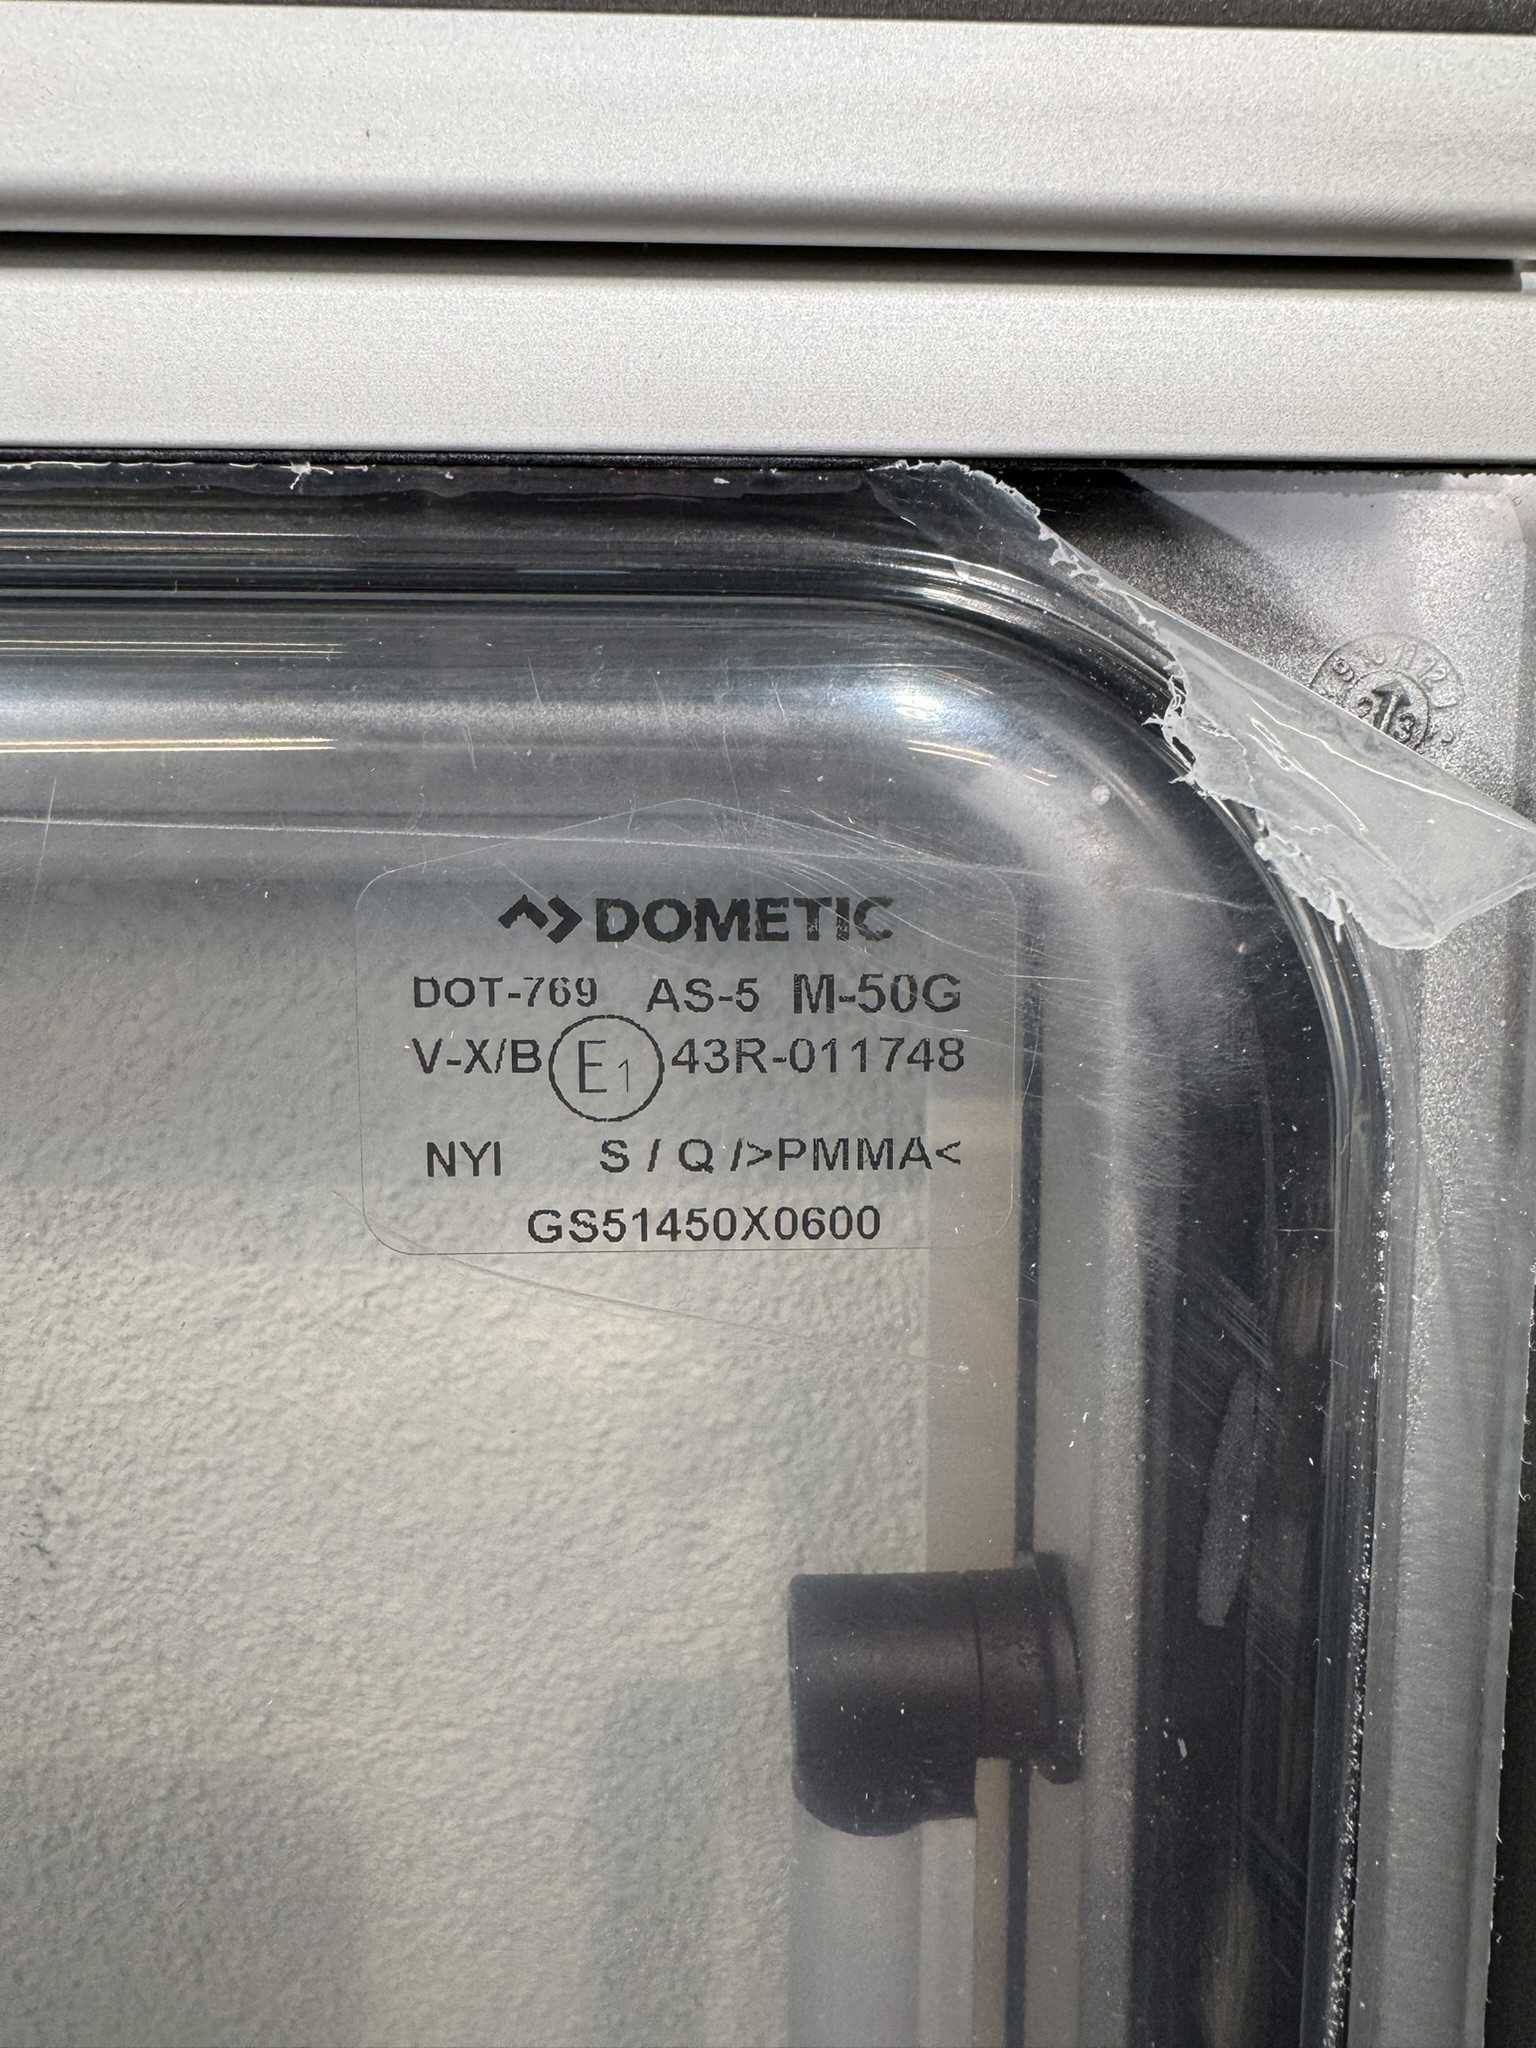 DOMETIC
DOT-769 AS-5 M-50G
V-X/B E1 43R-011748
NYI S / Q />PMMA<
GS51450X0600